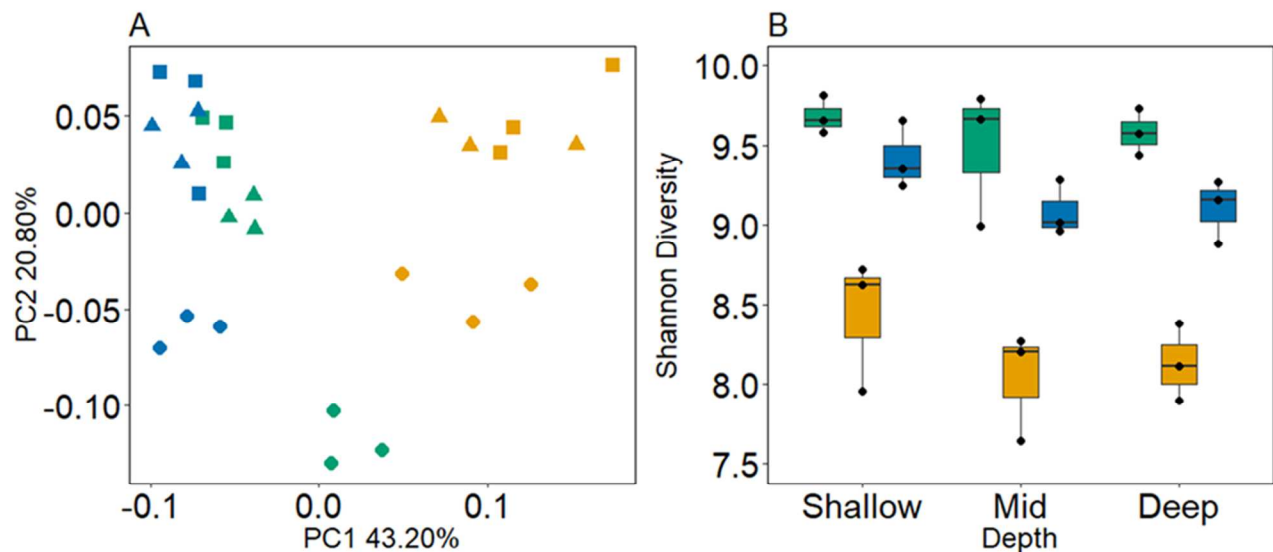 A
0.05
0.00
-0.05
-0.10
PC2 20.80%
-0.1 0.0 0.1
PC1 43.20%
B
10.0
9.5
9.0
8.5
8.0
7.5
Shannon Diversity
Shallow Mid Deep
Depth